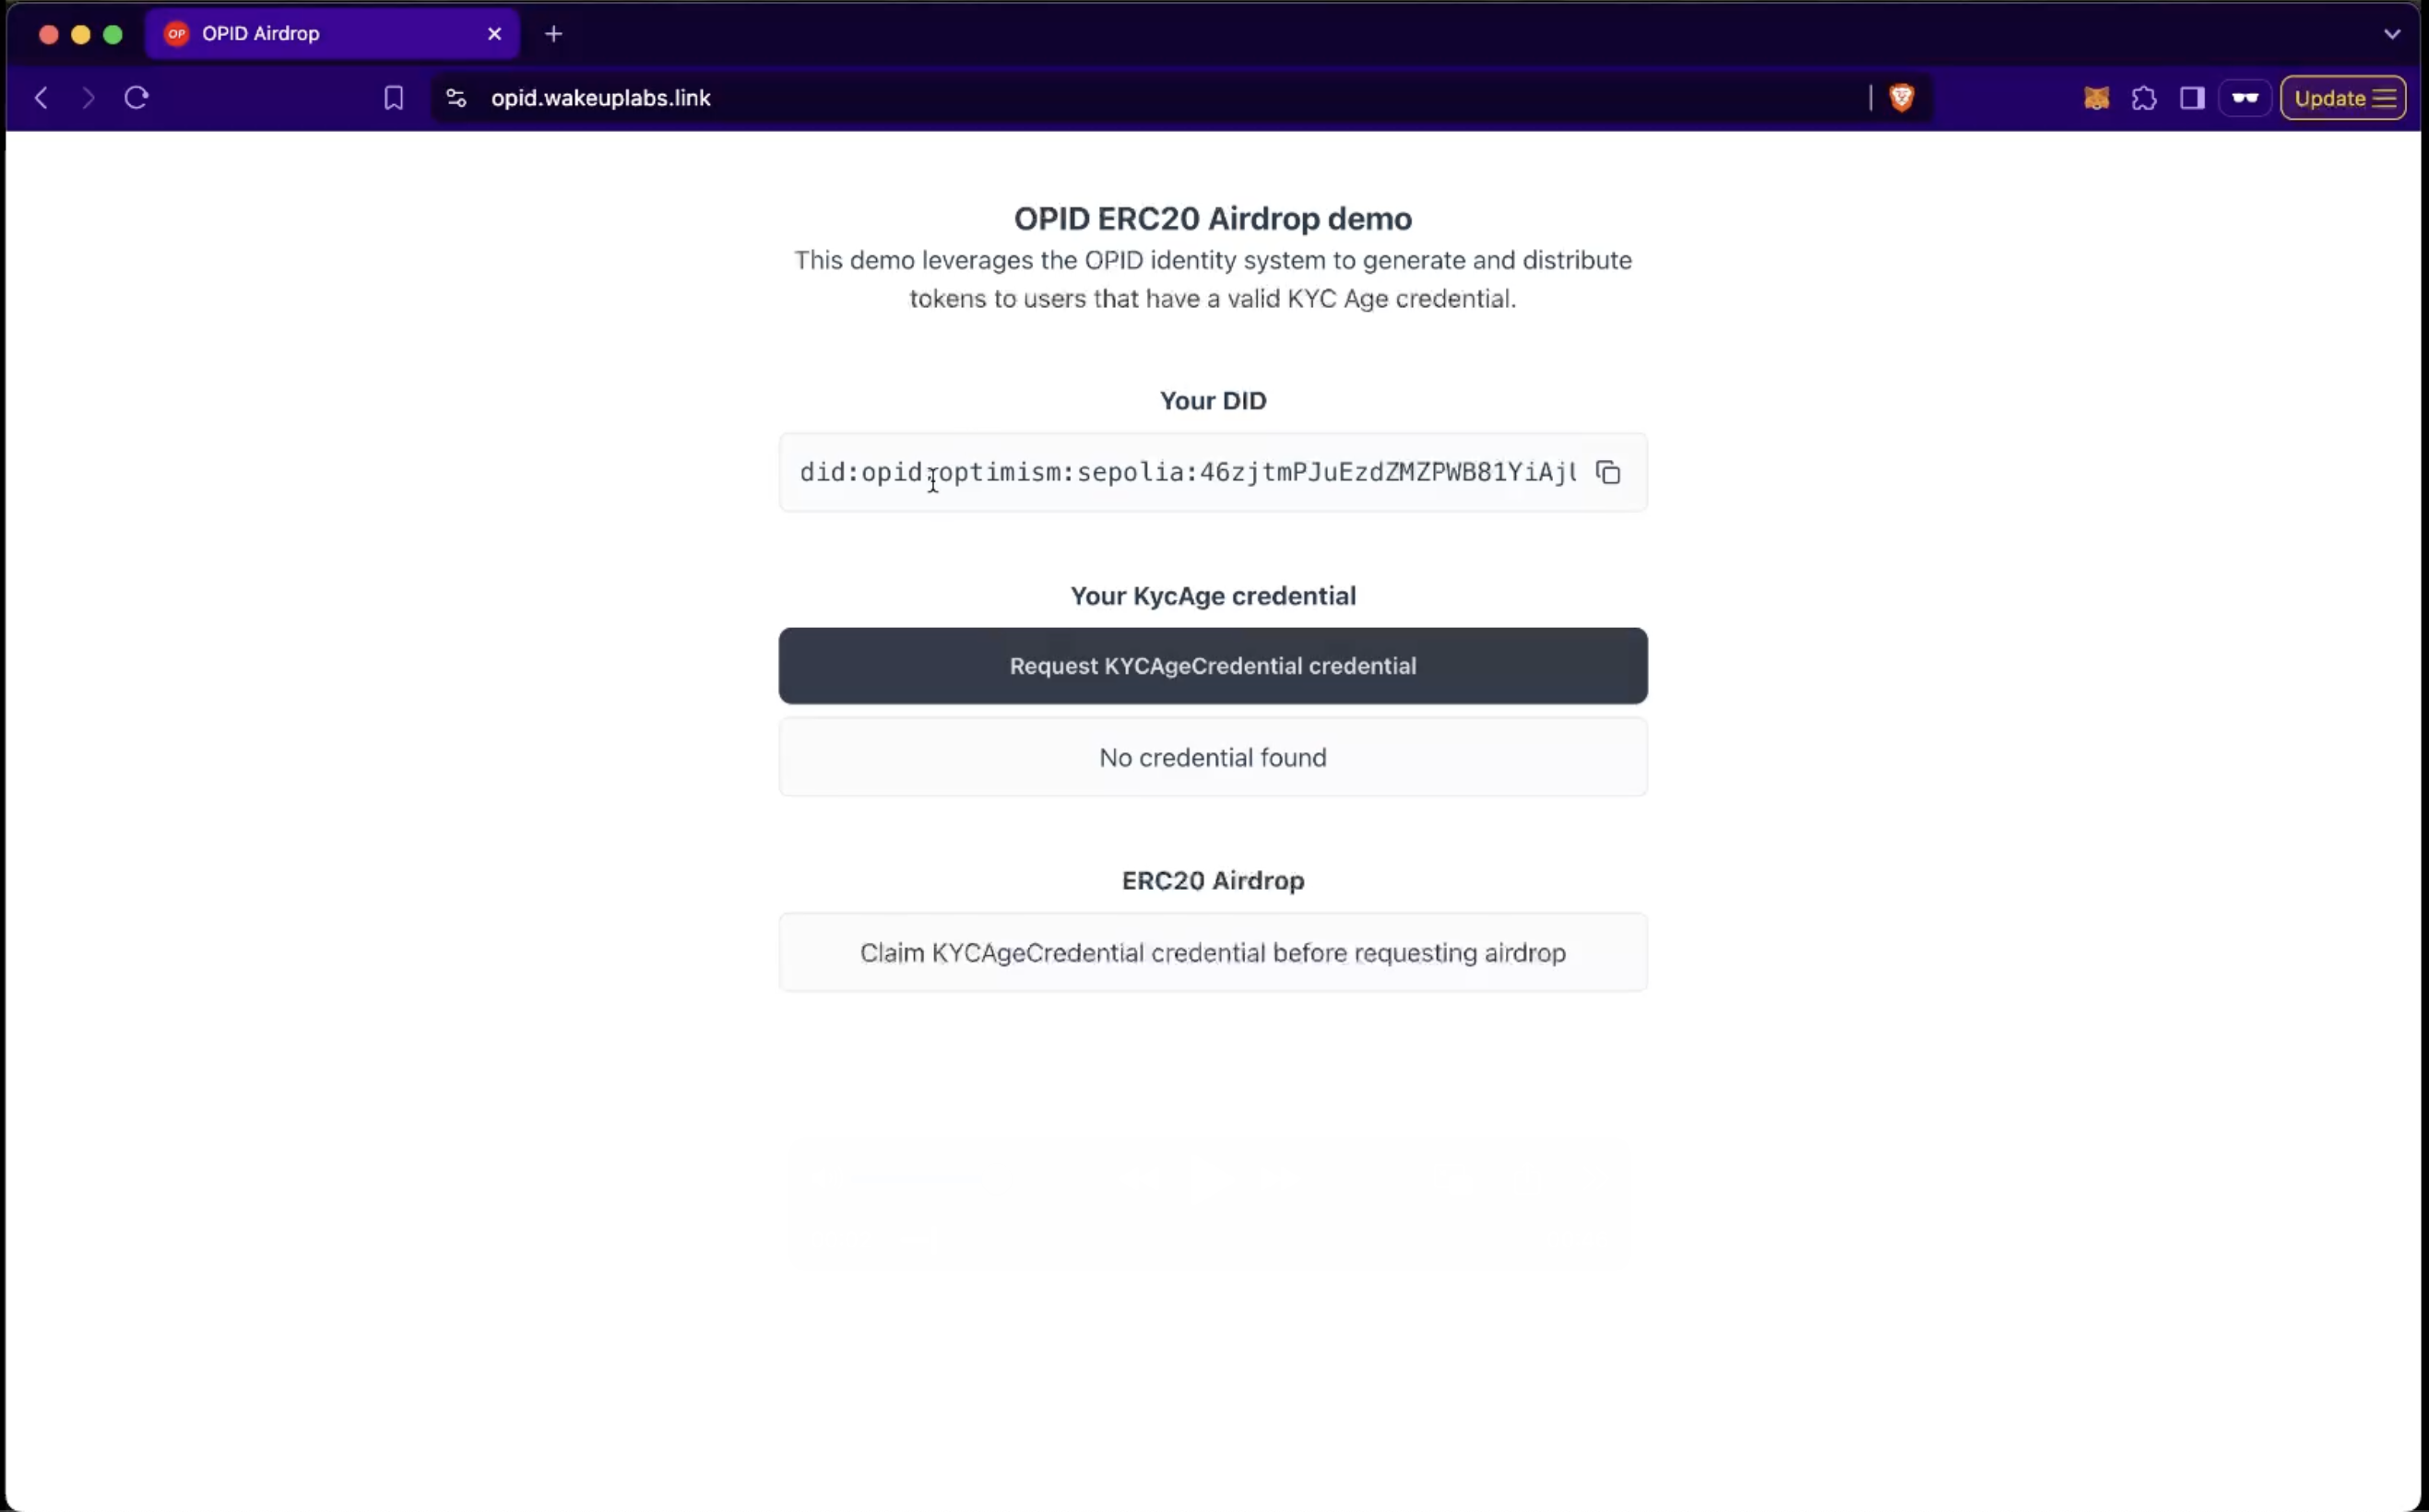 OP OPID Airdrop
opid.wakeuplabs.link
Update
OPID ERC20 Airdrop demo
This demo leverages the OPID identity system to generate and distribute
tokens to users that have a valid KYC Age credential.
Your DID
did:opid:optimism:sepolia:46zjtmPJuEzdZMZPWB81YiAj
Your KycAge credential
Request KYCAgeCredential credential
No credential found
ERC20 Airdrop
Claim KYCAgeCredential credential before requesting airdrop